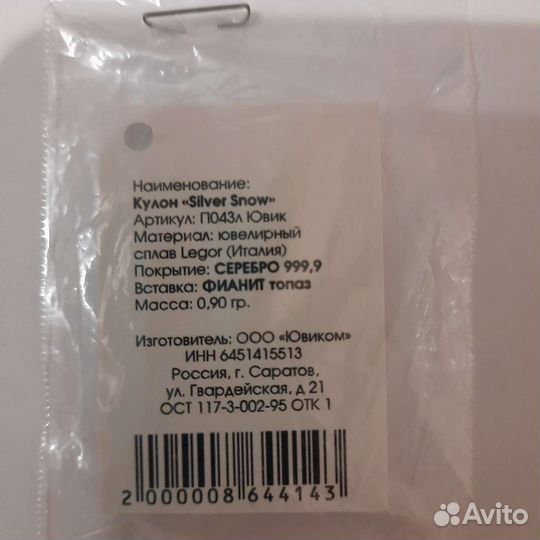 Наименование:
Кулон «Silver Snow»
Артикул: П043л Ювик
Материал: ювелирный
сплав Legor (Италия)
Покрытие: СЕРЕБРО 999,9
Вставка: ФИАНИТ топаз
Масса: 0,90 гр.
Изготовитель: ООО «Ювиком»
ИНН 6451415513
Россия, г. Саратов,
ул. Гвардейская, д 21
ОСТ 117-3-002-95 ОТК 1
2 000008 644143
Avito